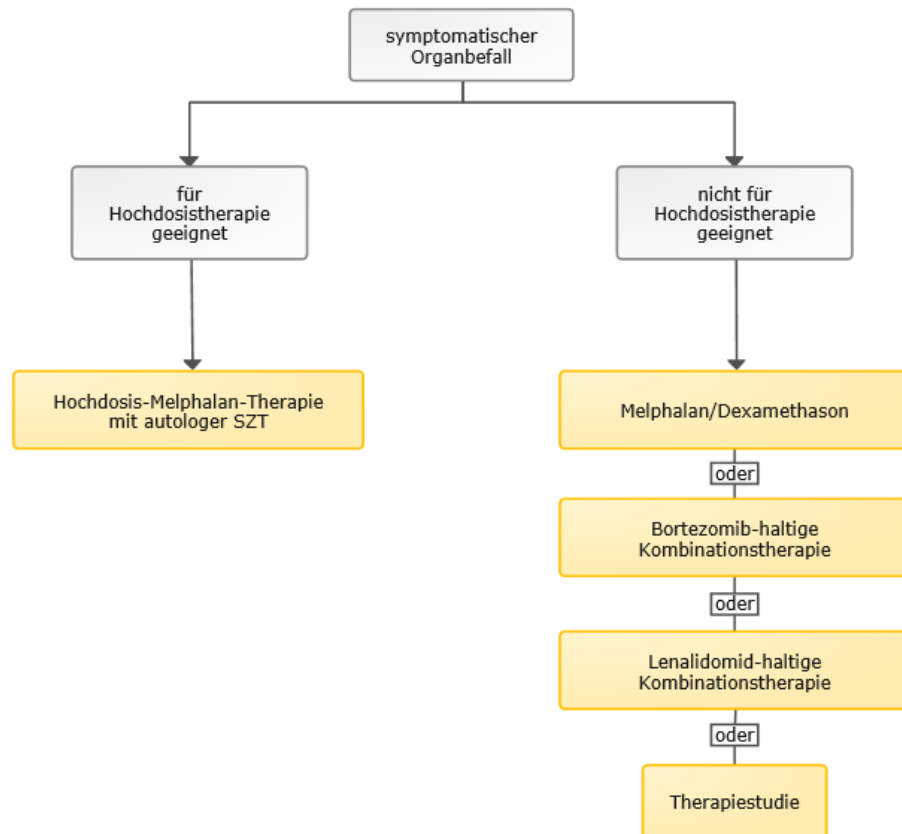 symptomatischer
Organbefall
für
Hochdosistherapie
geeignet
nicht für
Hochdosistherapie
geeignet
Hochdosis-Melphalan-Therapie
mit autologer SZT
Melphalan/Dexamethason
oder
Bortezomib-haltige
Kombinationstherapie
oder
Lenalidomid-haltige
Kombinationstherapie
oder
Therapiestudie